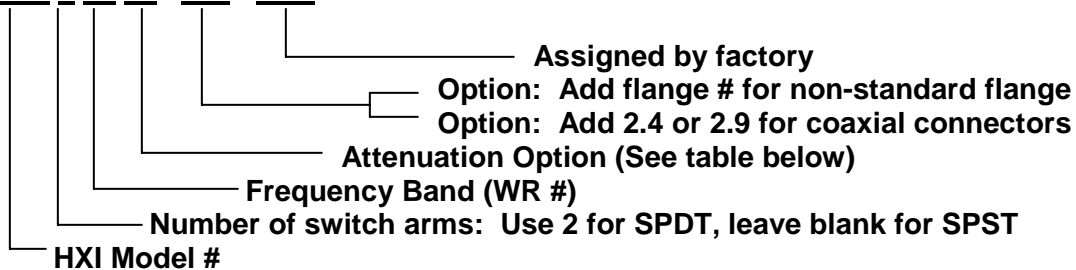 Assigned by factory
Option: Add flange # for non-standard flange
Option: Add 2.4 or 2.9 for coaxial connectors
Attenuation Option (See table below)
Frequency Band (WR #)
Number of switch arms: Use 2 for SPDT, leave blank for SPST
HXI Model #